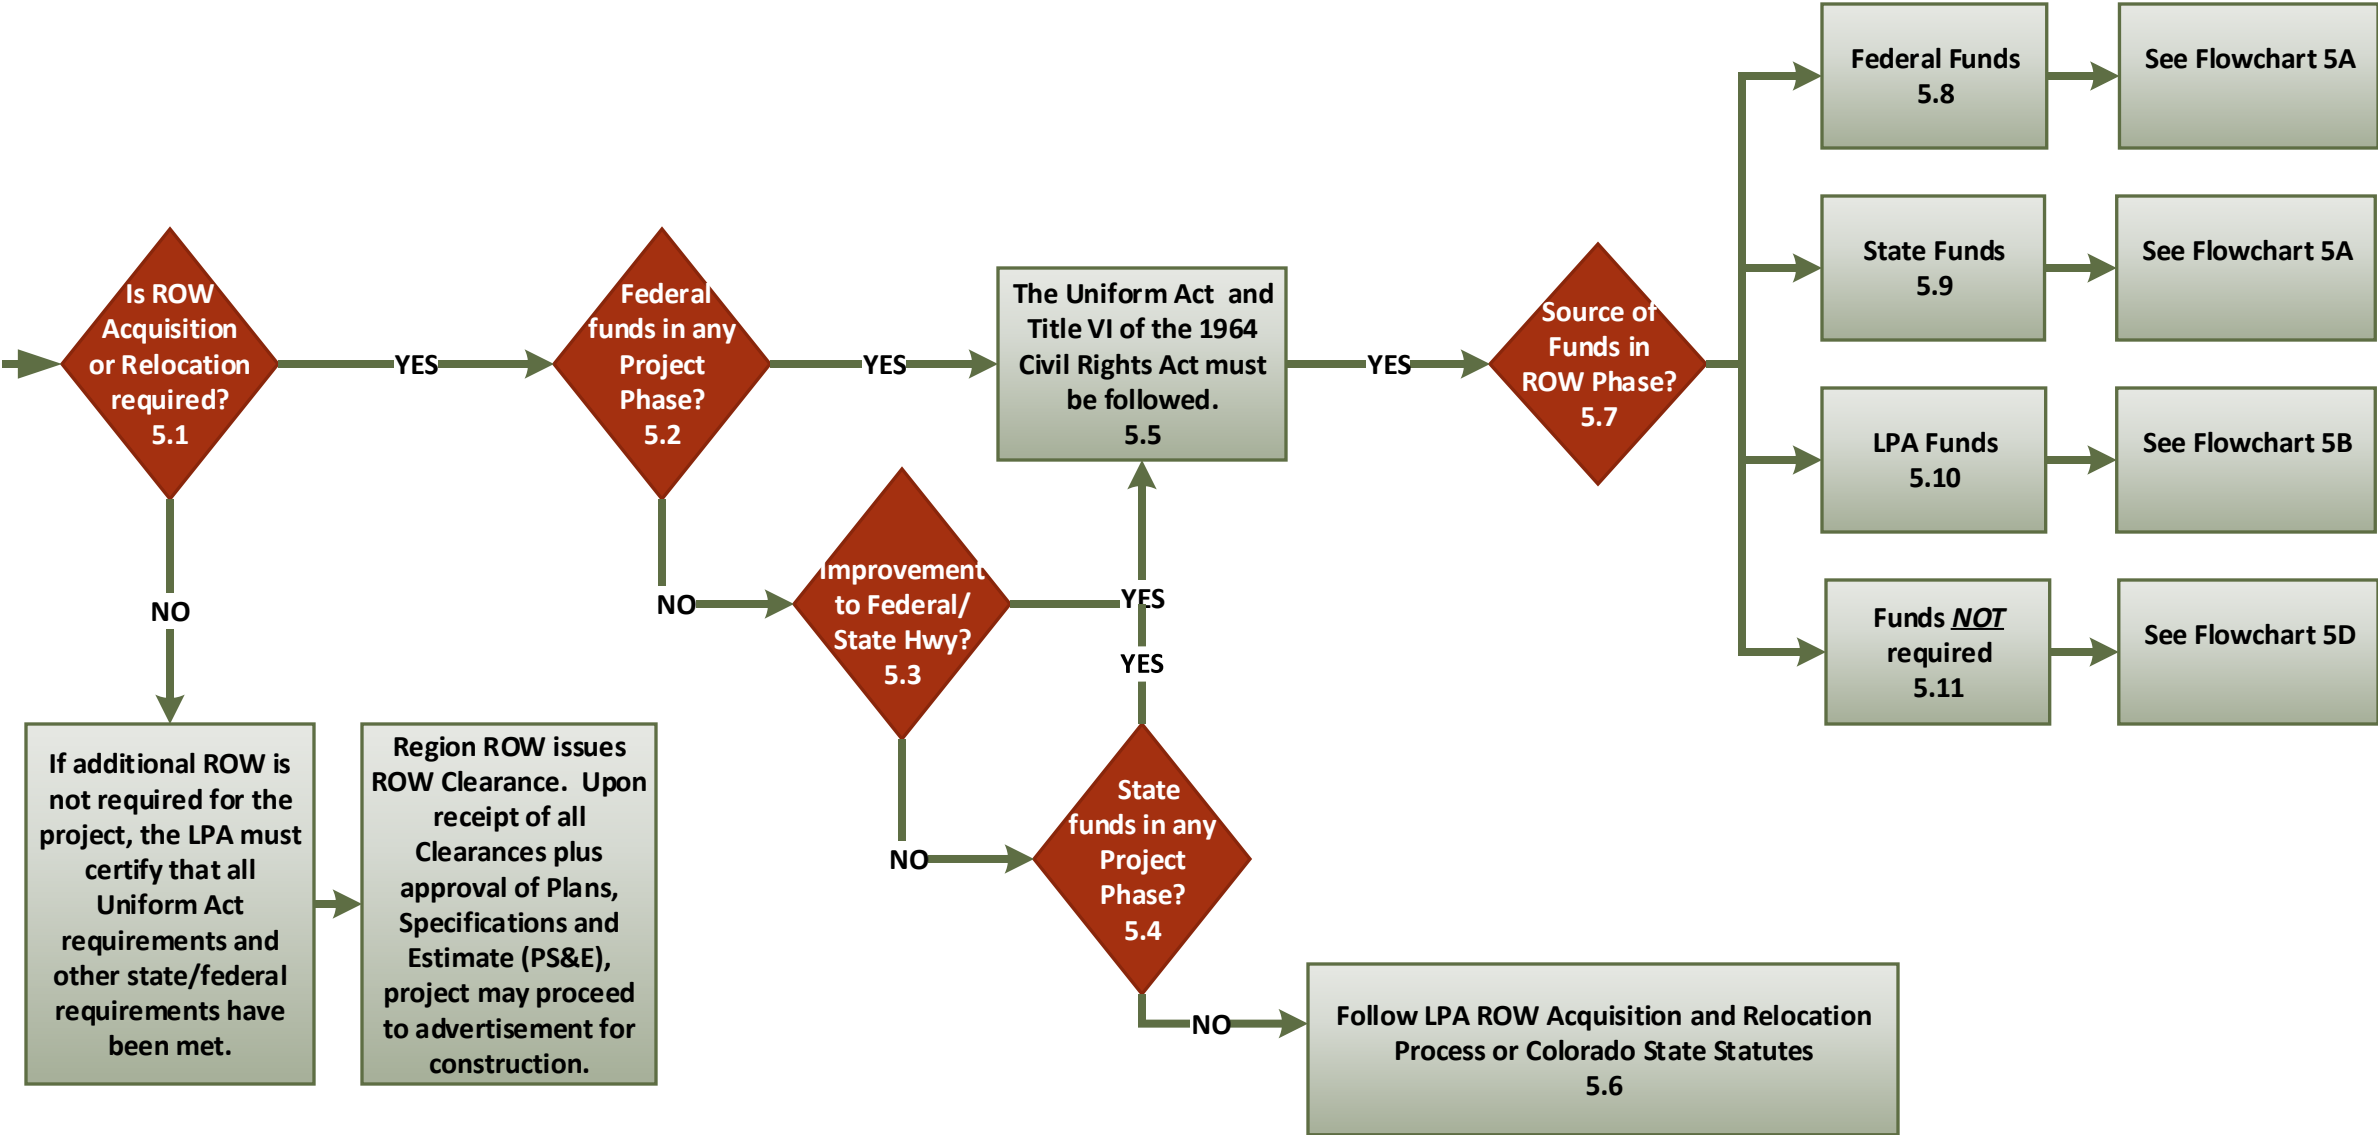 Is ROW
Acquisition
or Relocation
required?
5.1
YES
NO
If additional ROW is
not required for the
project, the LPA must
certify that all
Uniform Act
requirements and
other state/federal
requirements have
been met.
Region ROW issues
ROW Clearance.  Upon
receipt of all
Clearances plus
approval of Plans,
Specifications and
Estimate (PS&E),
project may proceed
to advertisement for
construction.
Federal
funds in any
Project
Phase?
5.2
YES
NO
Improvement
to Federal/
State Hwy?
5.3
YES
NO
State
funds in any
Project
Phase?
5.4
YES
NO
Follow LPA ROW Acquisition and Relocation
Process or Colorado State Statutes
5.6
The Uniform Act  and
Title VI of the 1964
Civil Rights Act must
be followed.
5.5
YES
Source of
Funds in
ROW Phase?
5.7
Federal Funds
5.8
See Flowchart 5A
State Funds
5.9
See Flowchart 5A
LPA Funds
5.10
See Flowchart 5B
Funds NOT
required
5.11
See Flowchart 5D